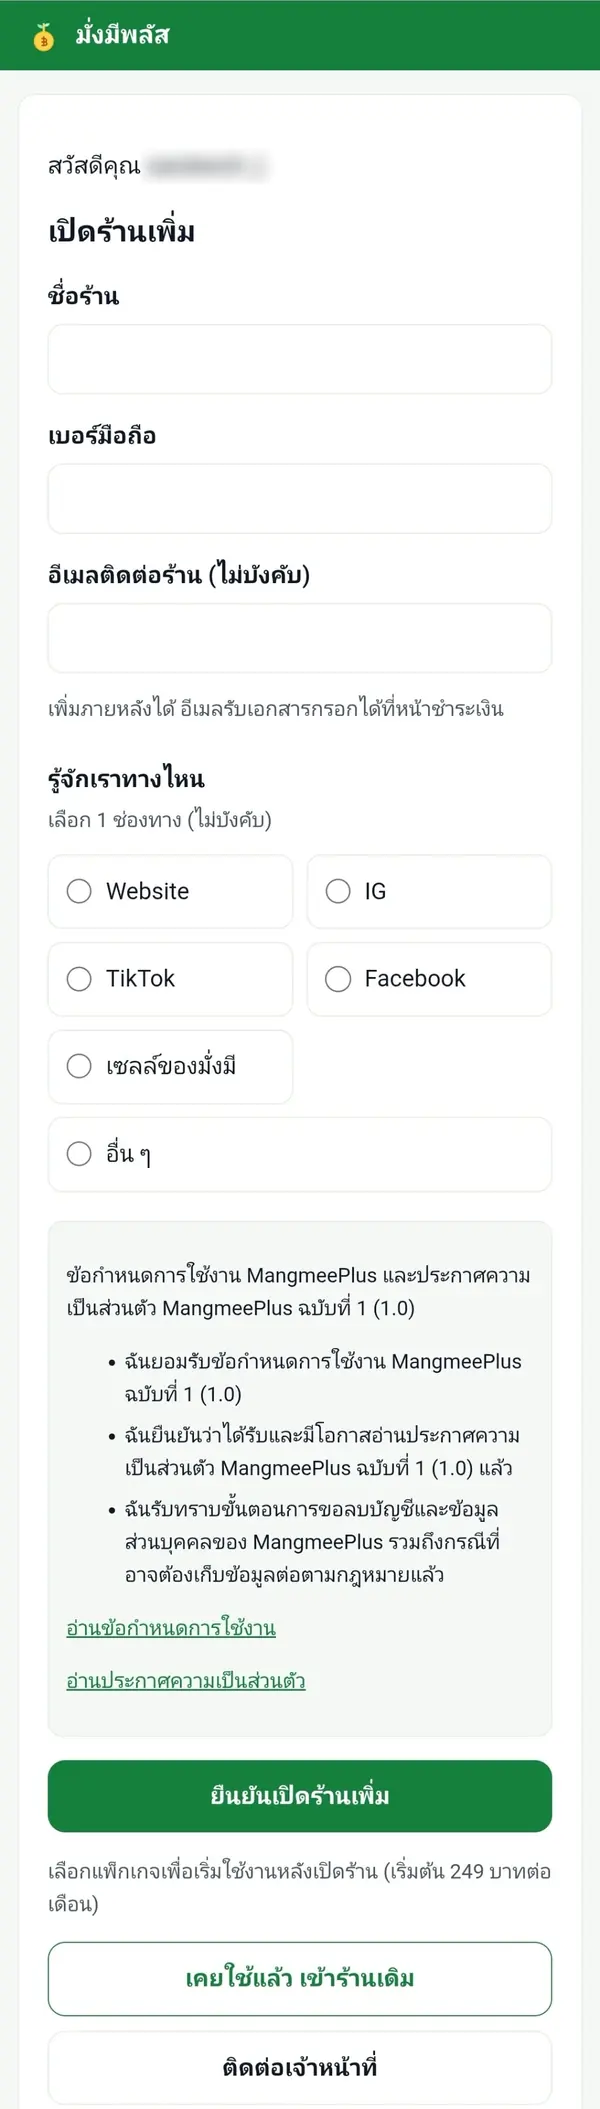 มั่งมีพลัส
สวัสดีคุณ
เปิดร้านเพิ่ม
ชื่อร้าน
เบอร์มือถือ
อีเมลติดต่อร้าน (ไม่บังคับ)
เพิ่มภายหลังได้ อีเมลรับเอกสารกรอกได้ที่หน้าชำระเงิน
รู้จักเราทางไหน
เลือก 1 ช่องทาง (ไม่บังคับ)
Website
IG
TikTok
Facebook
เซลล์ของมั่งมี
อื่น ๆ
ข้อกำหนดการใช้งาน MangmeePlus และประกาศความ
เป็นส่วนตัว MangmeePlus ฉบับที่ 1 (1.0)
• ฉันยอมรับข้อกำหนดการใช้งาน MangmeePlus
ฉบับที่ 1 (1.0)
• ฉันยืนยันว่าได้รับและมีโอกาสอ่านประกาศความ
เป็นส่วนตัว MangmeePlus ฉบับที่ 1 (1.0) แล้ว
• ฉันรับทราบขั้นตอนการขอลบบัญชีและข้อมูล
ส่วนบุคคลของ MangmeePlus รวมถึงกรณีที่
อาจต้องเก็บข้อมูลต่อตามกฎหมายแล้ว
อ่านข้อกำหนดการใช้งาน
อ่านประกาศความเป็นส่วนตัว
ยืนยันเปิดร้านเพิ่ม
เลือกแพ็กเกจเพื่อเริ่มใช้งานหลังเปิดร้าน (เริ่มต้น 249 บาทต่อ
เดือน)
เคยใช้แล้ว เข้าร้านเดิม
ติดต่อเจ้าหน้าที่